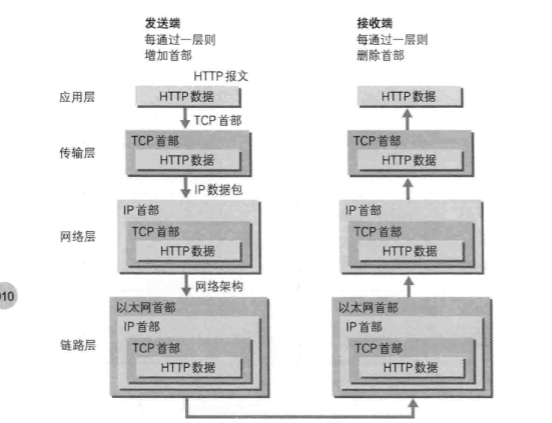 发送端
每通过一层则
增加首部
接收端
每通过一层则
删除首部
HTTP 报文
应用层
HTTP 数据
HTTP 数据
TCP 首部
传输层
TCP 首部
HTTP 数据
TCP 首部
HTTP 数据
IP 数据包
网络层
IP 首部
TCP 首部
HTTP 数据
IP 首部
TCP 首部
HTTP 数据
网络架构
链路层
以太网首部
IP 首部
TCP 首部
HTTP 数据
以太网首部
IP 首部
TCP 首部
HTTP 数据